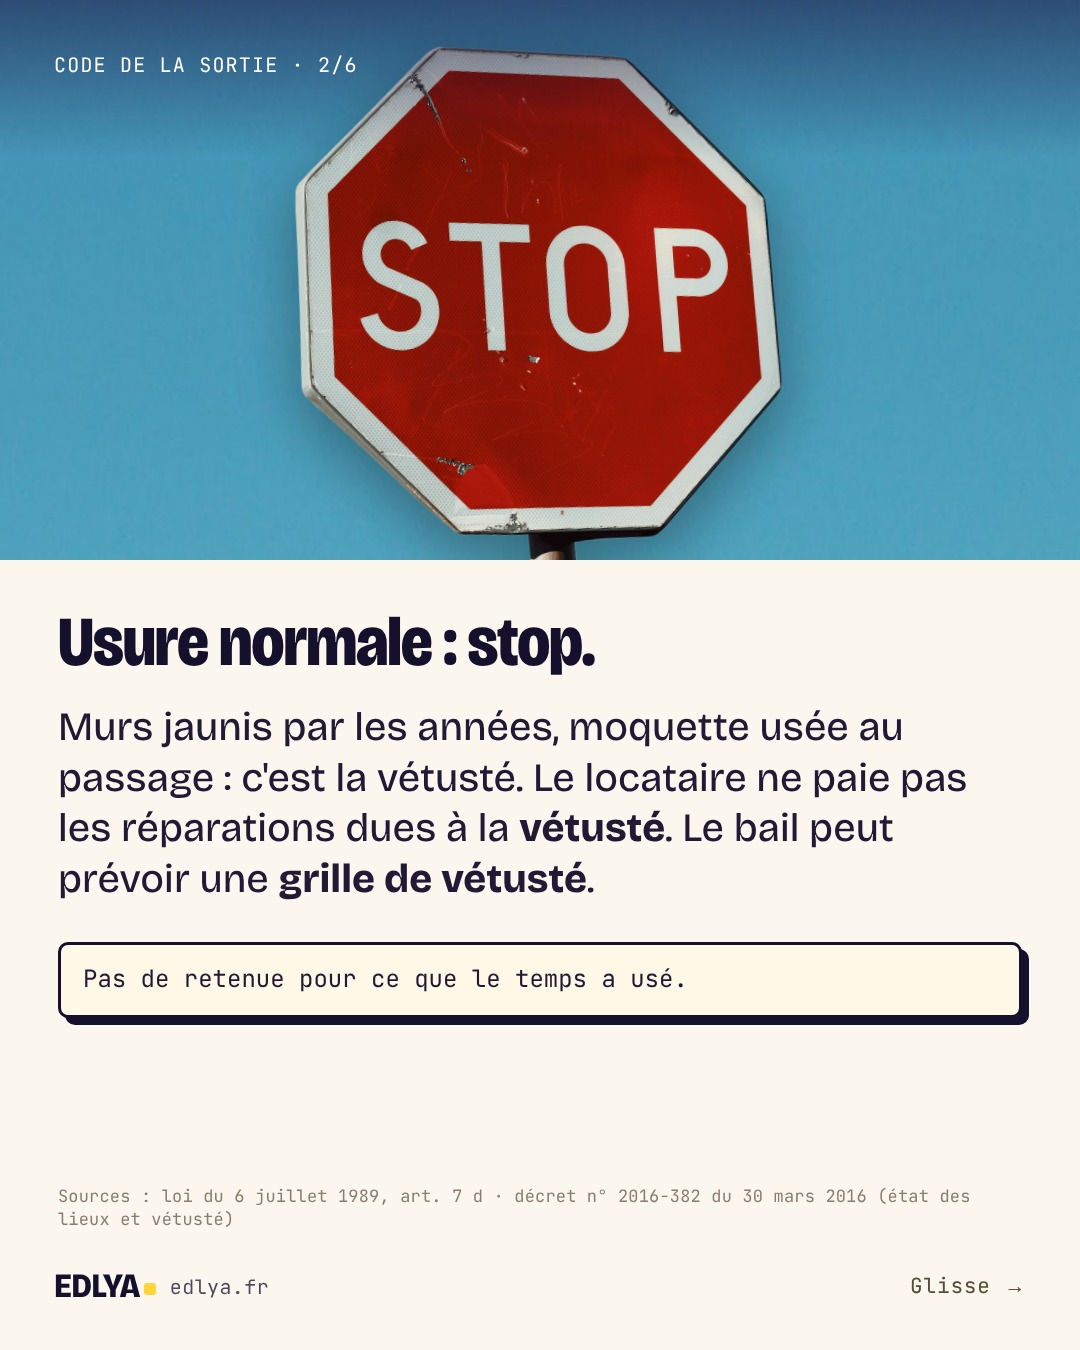 CODE DE LA SORTIE · 2/6
STOP
Usure normale : stop.
Murs jaunis par les années, moquette usée au
passage : c'est la vétusté. Le locataire ne paie pas
les réparations dues à la vétusté. Le bail peut
prévoir une grille de vétusté.
Pas de retenue pour ce que le temps a usé.
Sources : loi du 6 juillet 1989, art. 7 d · décret n° 2016-382 du 30 mars 2016 (état des
lieux et vétusté)
EDLYA edlya.fr
Glisse →